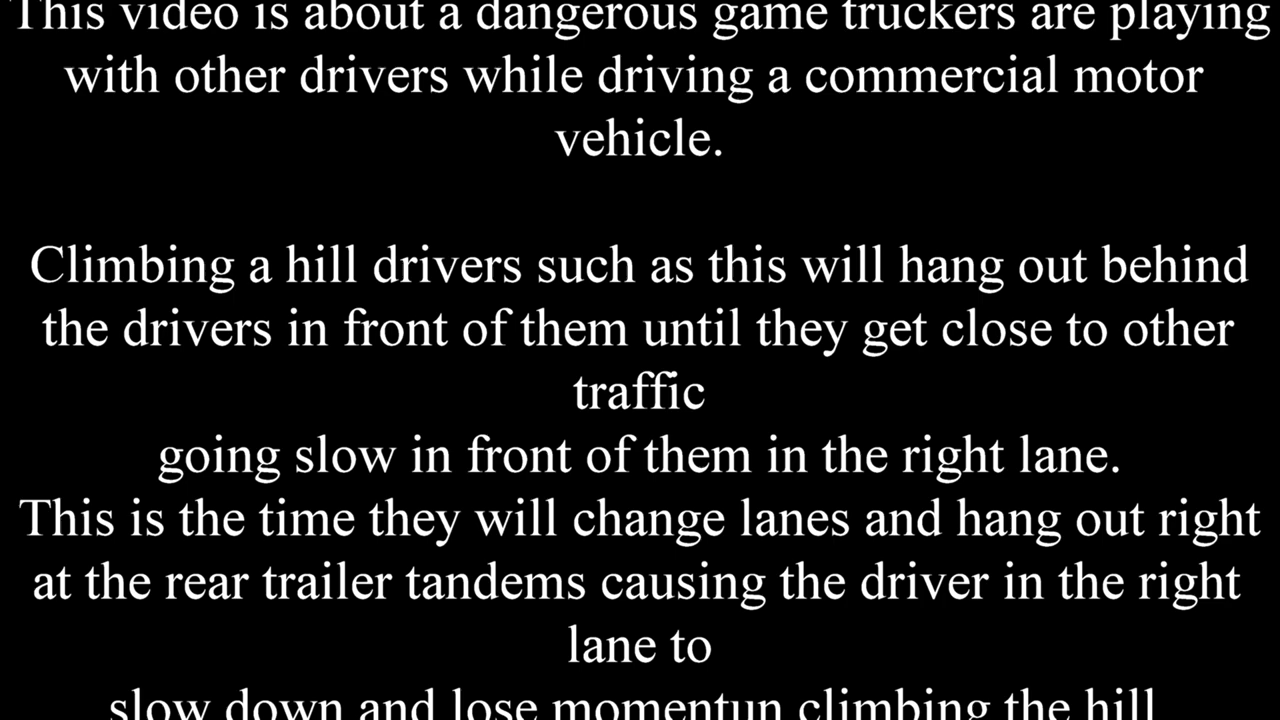 This video is about a dangerous game truckers are playing
with other drivers while driving a commercial motor
vehicle.
Climbing a hill drivers such as this will hang out behind
the drivers in front of them until they get close to other
traffic
going slow in front of them in the right lane.
This is the time they will change lanes and hang out right
at the rear trailer tandems causing the driver in the right
lane to
slow down and lose momentun climbing the hill